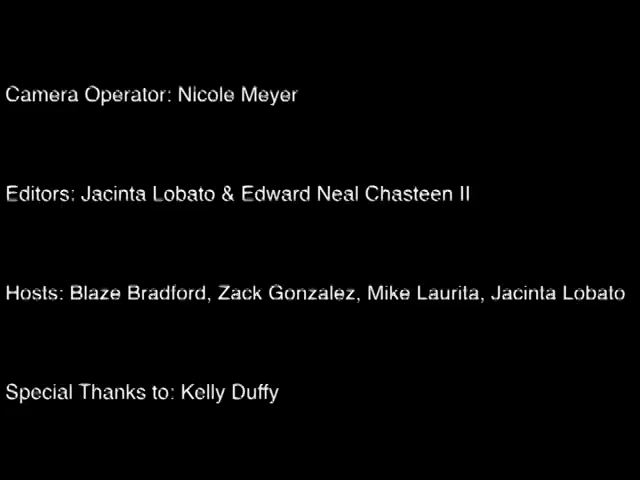 Camera Operator: Nicole Meyer
Editors: Jacinta Lobato & Edward Neal Chasteen II
Hosts: Blaze Bradford, Zack Gonzalez, Mike Laurita, Jacinta Lobato
Special Thanks to: Kelly Duffy